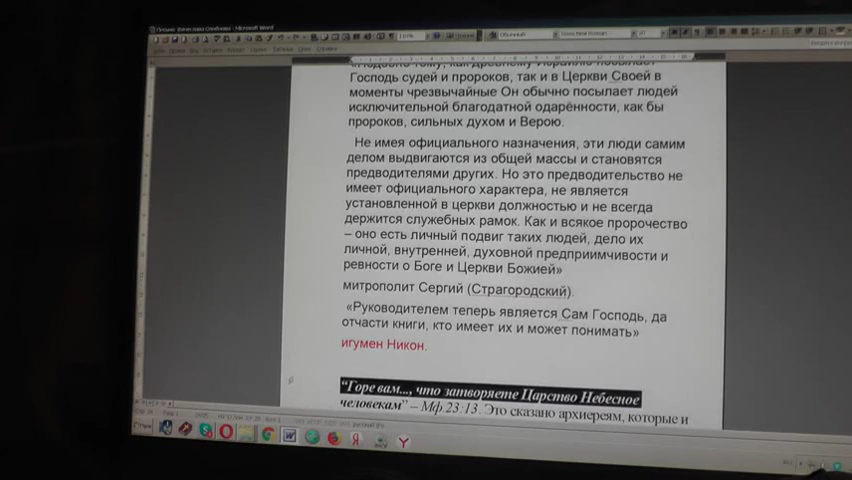 Господь судей и пророков, так и в Церкви Своей в
моменты чрезвычайные Он обычно посылает людей
исключительной благодатной одарённости, как бы
пророков, сильных духом и Верою.
Не имея официального назначения, эти люди самим
делом выдвигаются из общей массы и становятся
предводителями других. Но это предводительство не
имеет официального характера, не является
установленной в церкви должностью и не всегда
держится служебных рамок. Как и всякое пророчество
– оно есть личный подвиг таких людей, дело их
личной, внутренней, духовной предприимчивости и
ревности о Боге и Церкви Божией»
митрополит Сергий (Страгородский).
«Руководителем теперь является Сам Господь, да
отчасти книги, кто имеет их и может понимать»
игумен Никон.
“Горе вам..., что затворяете Царство Небесное
человекам” – Мф.23:13. Это сказано архиереям, которые и